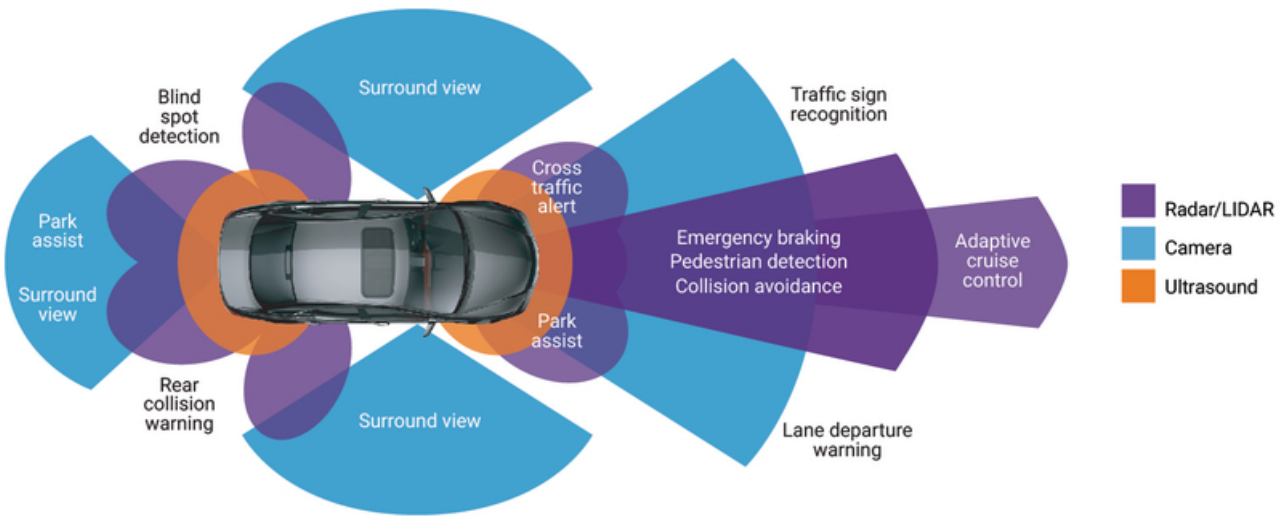 Surround view
Blind
spot
detection
Traffic sign
recognition
Cross
traffic
alert
Park
assist
Surround
view
Emergency braking
Pedestrian detection
Collision avoidance
Adaptive
cruise
control
Radar/LIDAR
Camera
Ultrasound
Park
assist
Rear
collision
warning
Surround view
Lane departure
warning